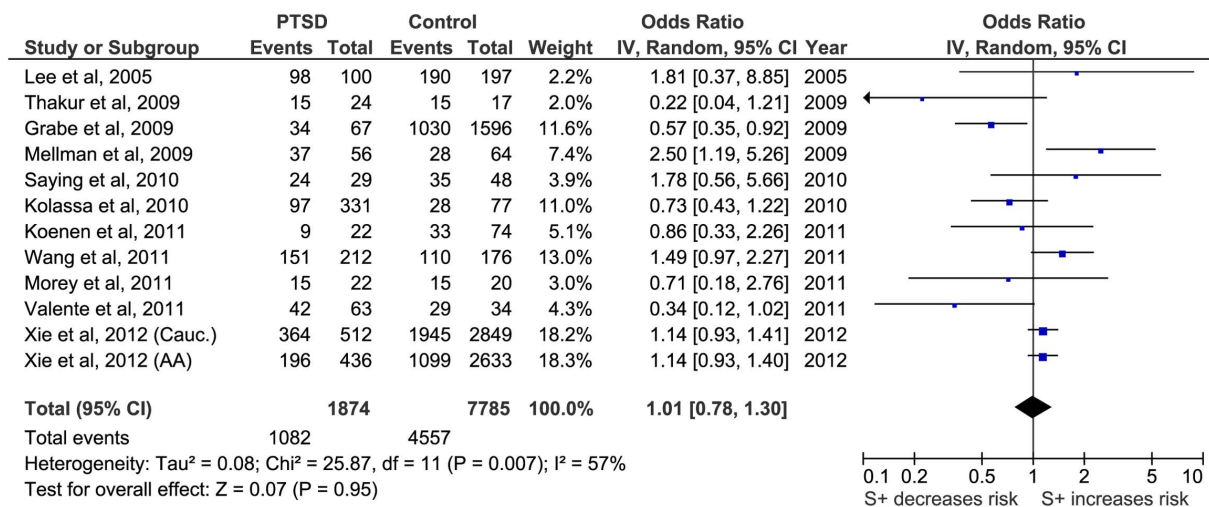 PTSD Control Odds Ratio Odds Ratio
Study or Subgroup Events Total Events Total Weight IV, Random, 95% CI Year IV, Random, 95% CI
Lee et al, 2005 98 100 190 197 2.2% 1.81 [0.37, 8.85] 2005
Thakur et al, 2009 15 24 15 17 2.0% 0.22 [0.04, 1.21] 2009
Grabe et al, 2009 34 67 1030 1596 11.6% 0.57 [0.35, 0.92] 2009
Mellman et al, 2009 37 56 28 64 7.4% 2.50 [1.19, 5.26] 2009
Saying et al, 2010 24 29 35 48 3.9% 1.78 [0.56, 5.66] 2010
Kolassa et al, 2010 97 331 28 77 11.0% 0.73 [0.43, 1.22] 2010
Koenen et al, 2011 9 22 33 74 5.1% 0.86 [0.33, 2.26] 2011
Wang et al, 2011 151 212 110 176 13.0% 1.49 [0.97, 2.27] 2011
Morey et al, 2011 15 22 15 20 3.0% 0.71 [0.18, 2.76] 2011
Valente et al, 2011 42 63 29 34 4.3% 0.34 [0.12, 1.02] 2011
Xie et al, 2012 (Cauc.) 364 512 1945 2849 18.2% 1.14 [0.93, 1.41] 2012
Xie et al, 2012 (AA) 196 436 1099 2633 18.3% 1.14 [0.93, 1.40] 2012
Total (95% CI) 1874 7785 100.0% 1.01 [0.78, 1.30]
Total events 1082 4557
Heterogeneity: Tau² = 0.08; Chi² = 25.87, df = 11 (P = 0.007); I² = 57%
Test for overall effect: Z = 0.07 (P = 0.95)
0.1 0.2 0.5 1 2 5 10
S+ decreases risk S+ increases risk